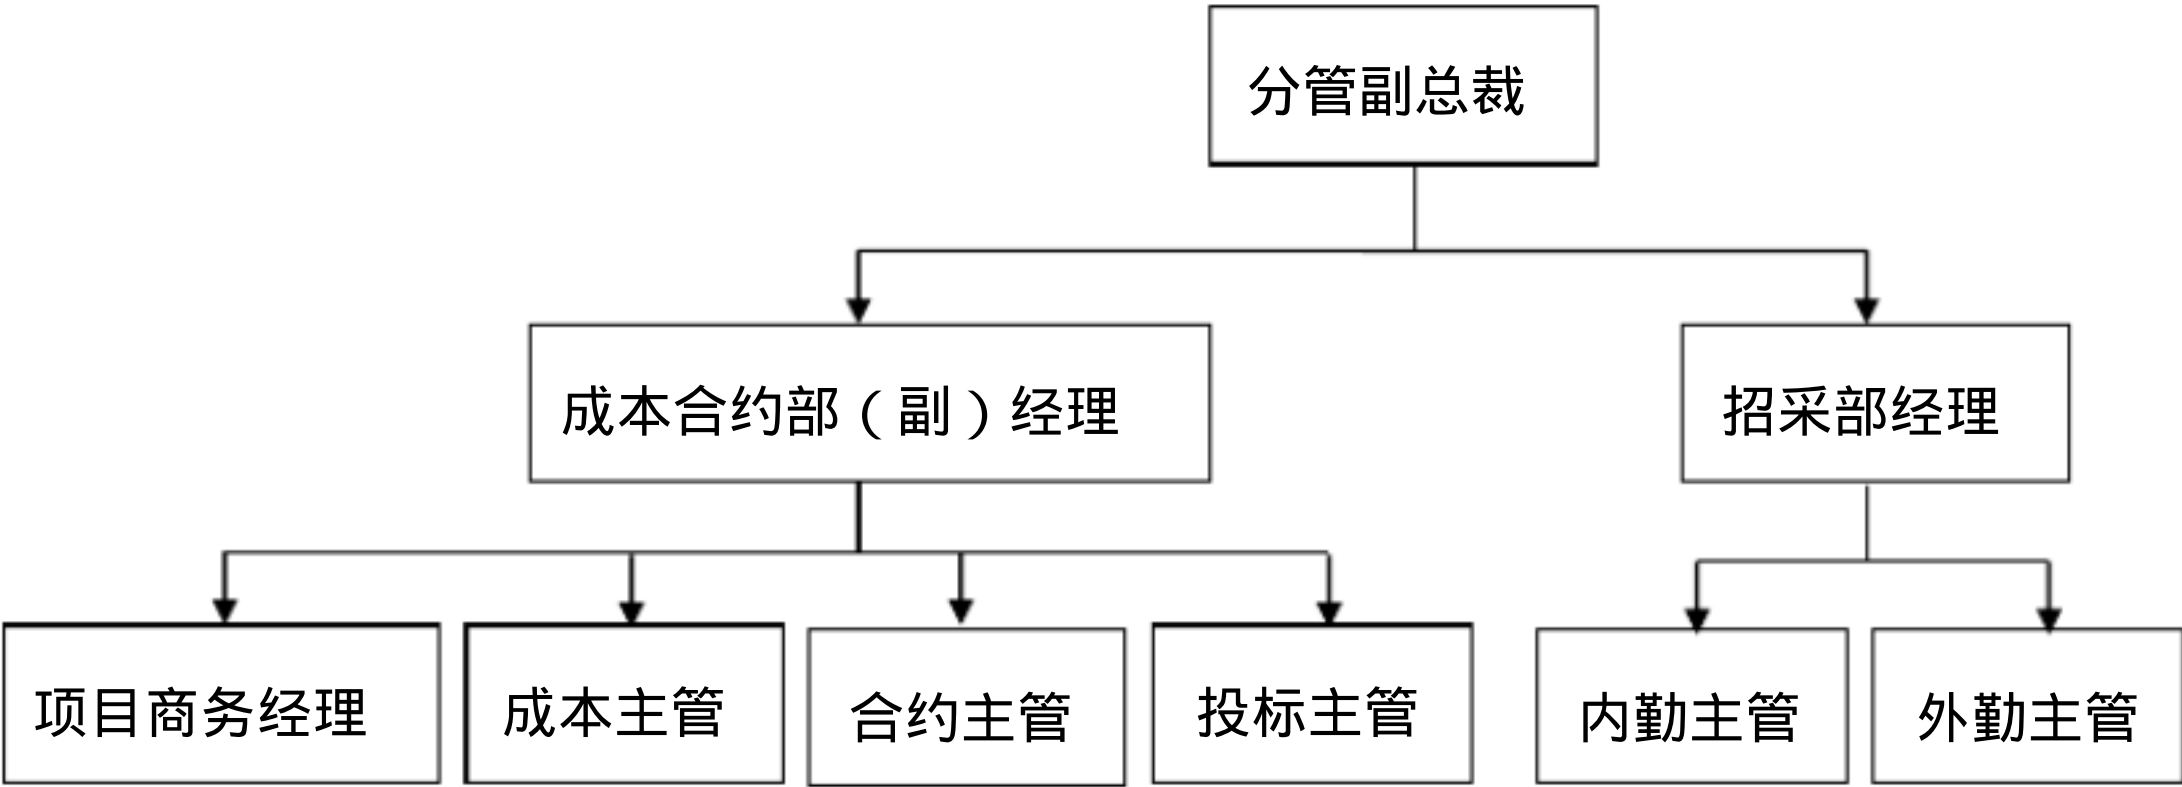 分管副总裁
成本合约部（副）经理
招采部经理
项目商务经理
成本主管
合约主管
投标主管
内勤主管
外勤主管